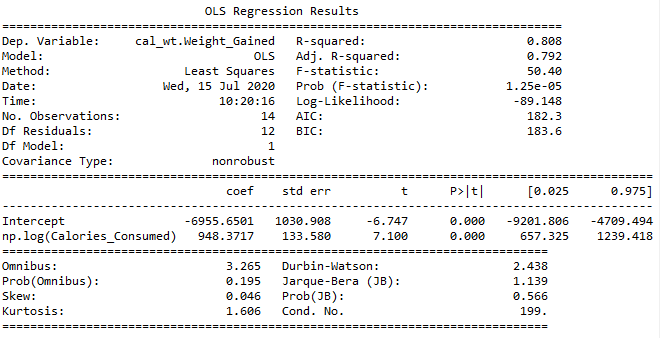 OLS Regression Results
==============================================================================
Dep. Variable: cal_wt.Weight_Gained R-squared: 0.808
Model: OLS Adj. R-squared: 0.792
Method: Least Squares F-statistic: 50.40
Date: Wed, 15 Jul 2020 Prob (F-statistic): 1.25e-05
Time: 10:20:16 Log-Likelihood: -89.148
No. Observations: 14 AIC: 182.3
Df Residuals: 12 BIC: 183.6
Df Model: 1
Covariance Type: nonrobust
===========================================================================================
coef std err t P>|t| [0.025 0.975]
-------------------------------------------------------------------------------------------
Intercept -6955.6501 1030.908 -6.747 0.000 -9201.806 -4709.494
np.log(Calories_Consumed) 948.3717 133.580 7.100 0.000 657.325 1239.418
==============================================================================
Omnibus: 3.265 Durbin-Watson: 2.438
Prob(Omnibus): 0.195 Jarque-Bera (JB): 1.139
Skew: 0.046 Prob(JB): 0.566
Kurtosis: 1.606 Cond. No. 199.
==============================================================================